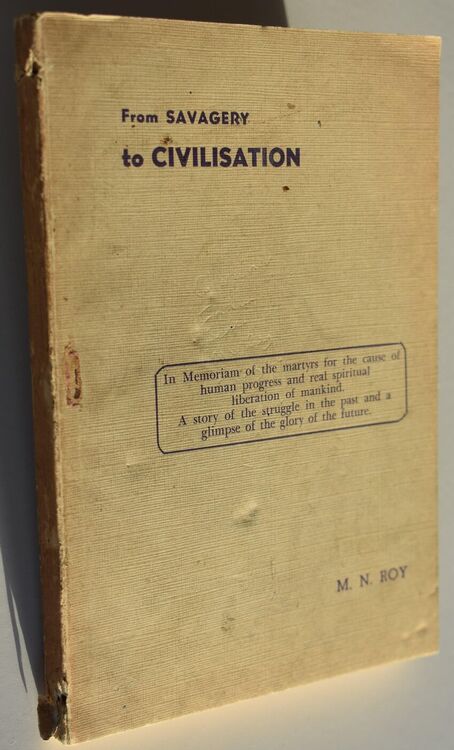 From SAVAGERY
to CIVILISATION
In Memoriam of the martyrs for the cause of
human progress and real spiritual
liberation of mankind.
A story of the struggle in the past and a
glimpse of the glory of the future.
M. N. ROY